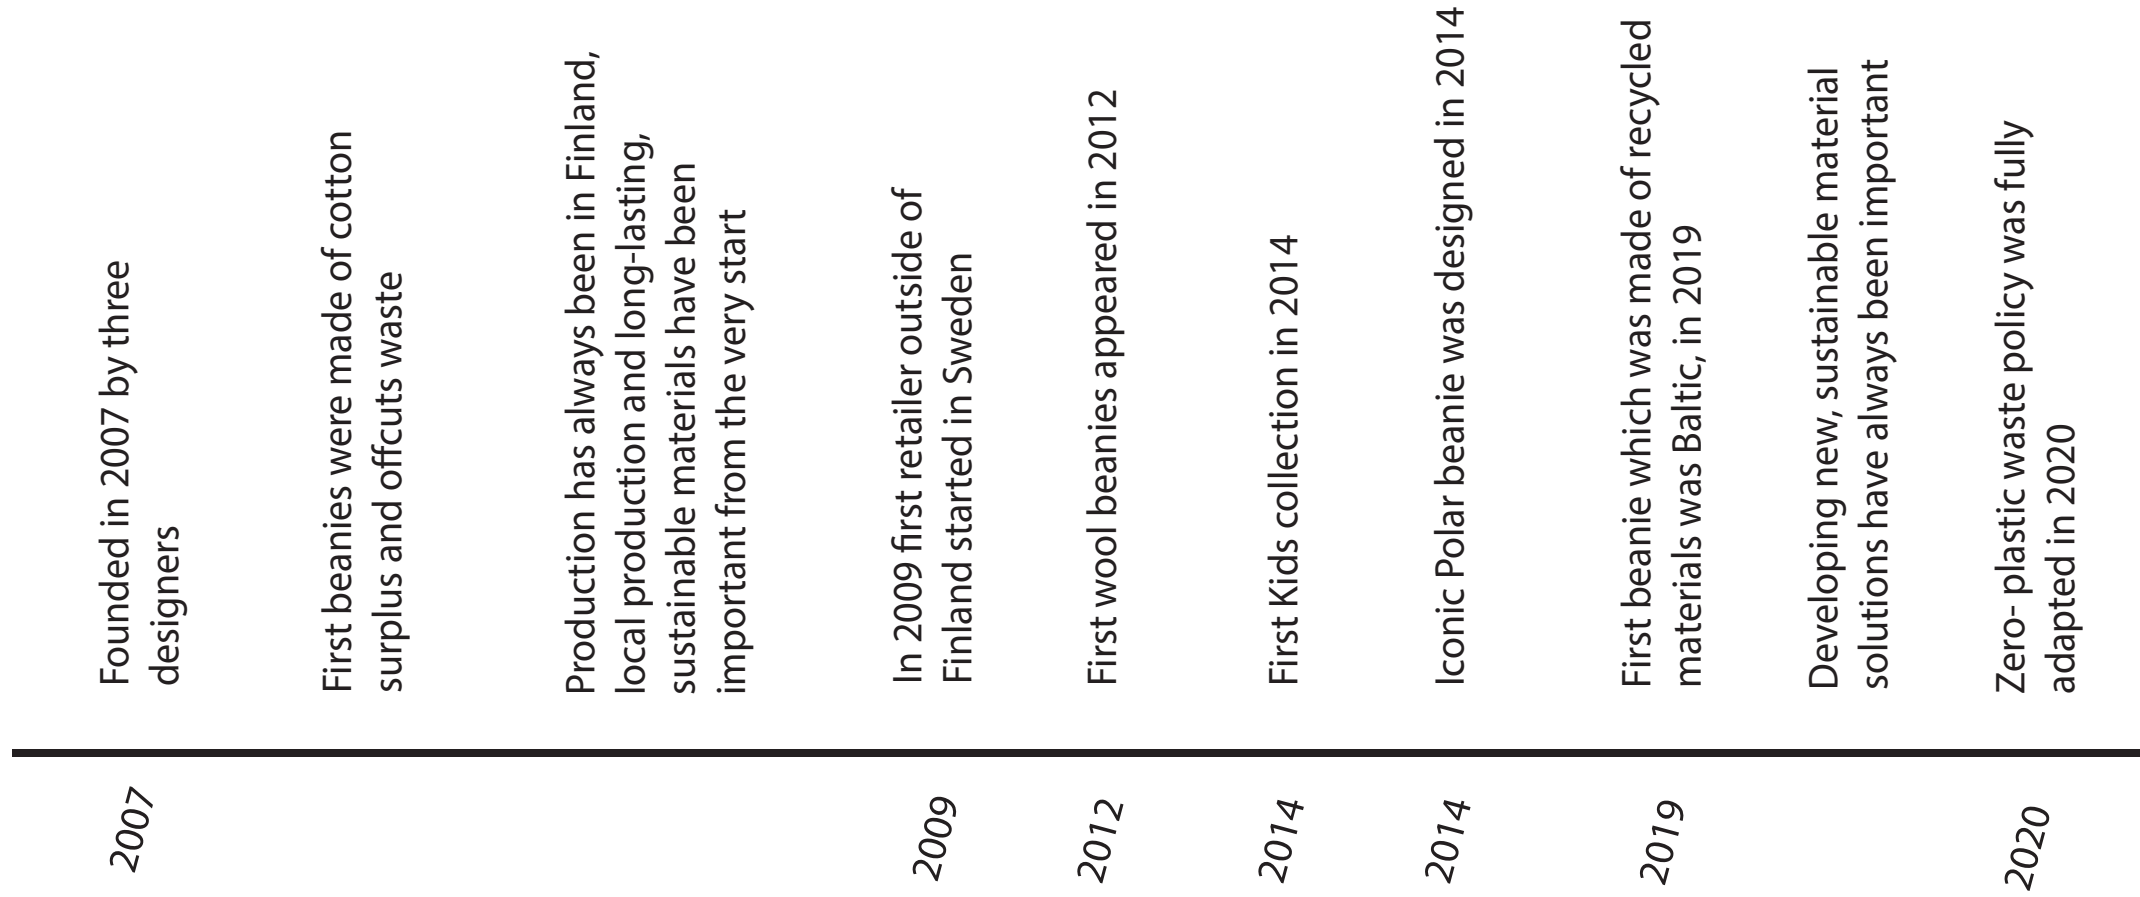 2007
Founded in 2007 by three
designers
First beanies were made of cotton
surplus and offcuts waste
Production has always been in Finland,
local production and long-lasting,
sustainable materials have been
important from the very start
2009
In 2009 first retailer outside of
Finland started in Sweden
2012
First wool beanies appeared in 2012
2014
First Kids collection in 2014
2014
Iconic Polar beanie was designed in 2014
2019
First beanie which was made of recycled
materials was Baltic, in 2019
Developing new, sustainable material
solutions have always been important
2020
Zero- plastic waste policy was fully
adapted in 2020